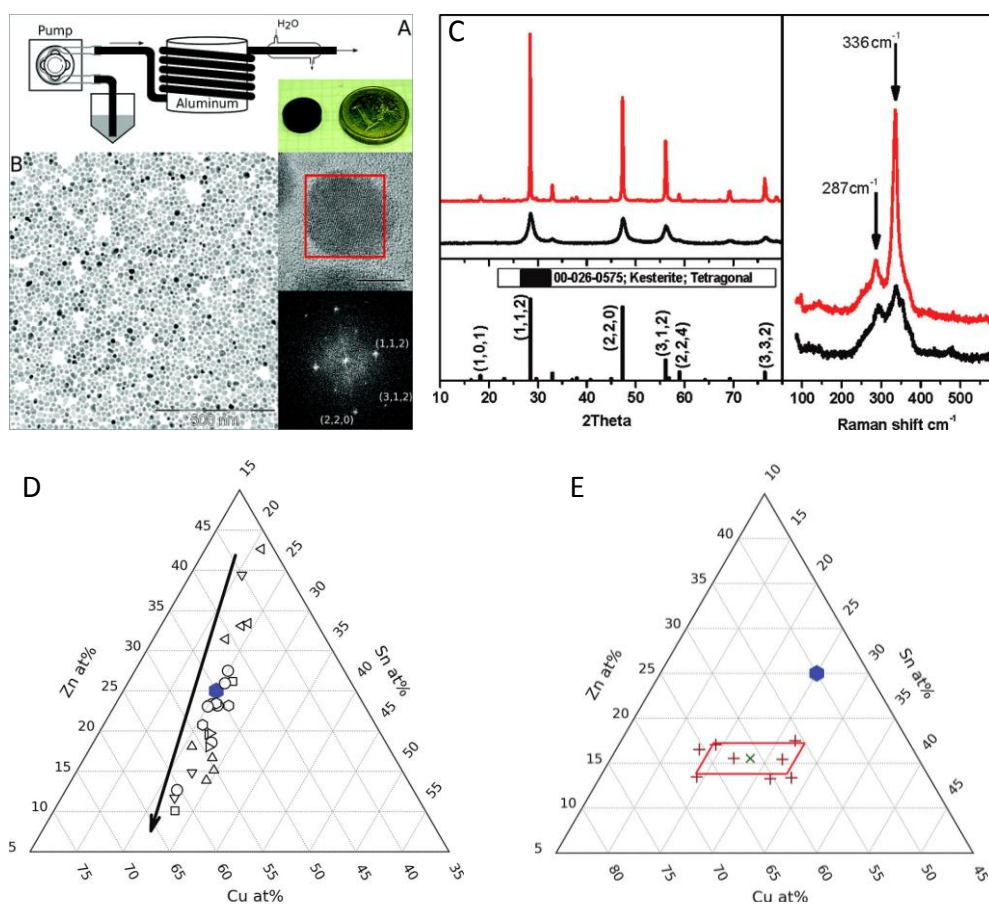 A
Pump
H₂O
Aluminum
B
500 nm
(1,1,2)
(3,1,2)
(2,2,0)
C
00-026-0575; Kesterite; Tetragonal
(1,0,1)
(1,1,2)
(2,2,0)
(3,1,2)
(2,2,4)
(3,3,2)
10 20 30 40 50 60 70
2Theta
336 cm⁻¹
287 cm⁻¹
100 200 300 400 500
Raman shift cm⁻¹
D
15
20
25
30
35
40
45
50
55
Sn at%
45
40
35
30
25
20
15
10
5
Zn at%
75 70 65 60 55 50 45 40 35
Cu at%
E
10
15
20
25
30
35
40
45
Sn at%
40
35
30
25
20
15
10
5
Zn at%
80 75 70 65 60 55 50 45
Cu at%